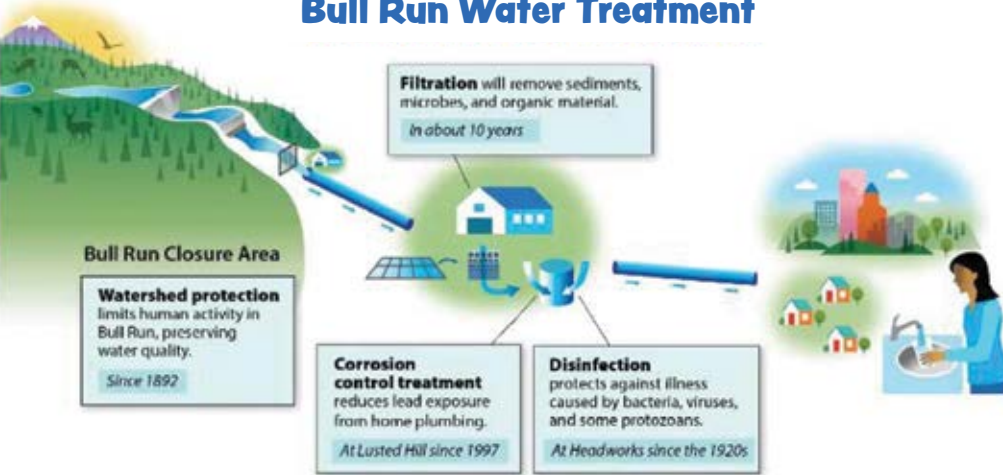 Bull Run Water Treatment
Filtration will remove sediments,
microbes, and organic material.
In about 10 years
Bull Run Closure Area
Watershed protection
limits human activity in
Bull Run, preserving
water quality.
Since 1892
Corrosion
control treatment
reduces lead exposure
from home plumbing.
At Lusted Hill since 1997
Disinfection
protects against illness
caused by bacteria, viruses,
and some protozoans.
At Headworks since the 1920s